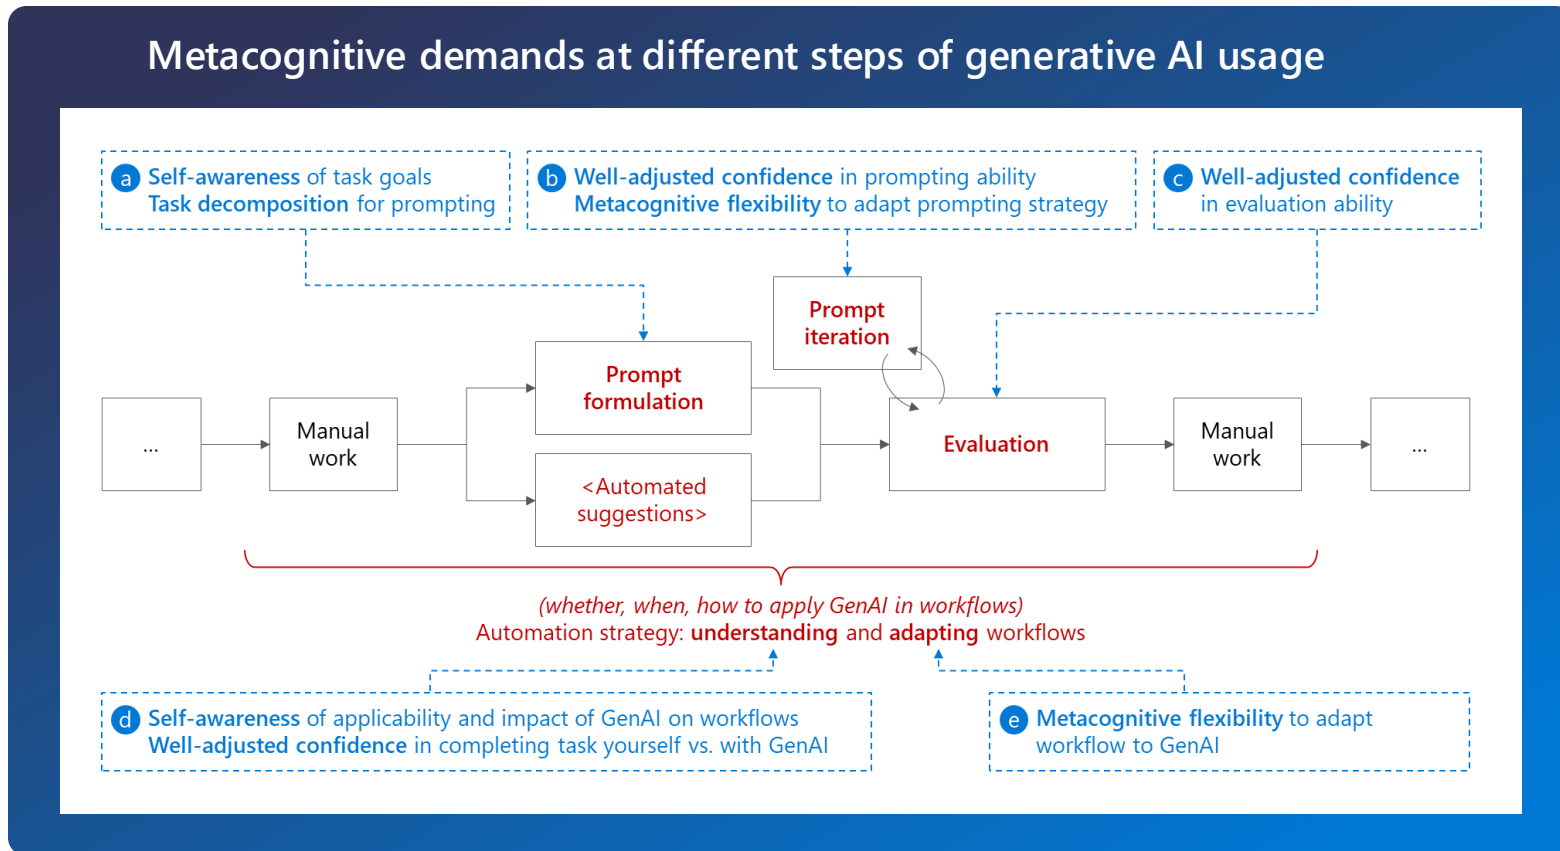 Metacognitive demands at different steps of generative AI usage
a Self-awareness of task goals
Task decomposition for prompting
b Well-adjusted confidence in prompting ability
Metacognitive flexibility to adapt prompting strategy
c Well-adjusted confidence
in evaluation ability
Prompt
iteration
Prompt
formulation
...
Manual
work
<Automated
suggestions>
Evaluation
Manual
work
...
(whether, when, how to apply GenAI in workflows)
Automation strategy: understanding and adapting workflows
d Self-awareness of applicability and impact of GenAI on workflows
Well-adjusted confidence in completing task yourself vs. with GenAI
e Metacognitive flexibility to adapt
workflow to GenAI